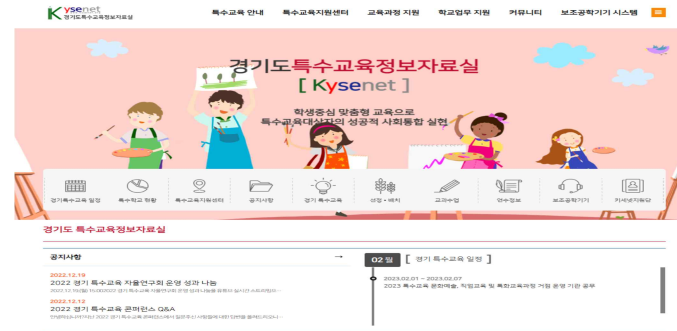 Kysenet
경기도특수교육정보자료실
특수교육 안내 특수교육지원센터 교육과정 지원 학교업무 지원 커뮤니티 보조공학기기 시스템
경기도특수교육정보자료실
[ Kysenet ]
학생중심 맞춤형 교육으로
특수교육대상자의 성공적 사회통합 실현
경기특수교육 일정 특수학교 현황 특수교육지원센터 공지사항 경기 특수교육 선정·배치 교과수업 연수정보 보조공학기기 키세넷지원단
경기도 특수교육정보자료실
공지사항 →
2022.12.19
2022 경기 특수교육 자율연구회 운영 성과 나눔
2022.12.12
2022 경기 특수교육 콘퍼런스 Q&A
02 월 [ 경기 특수교육 일정 ]
2023.02.01 ~ 2023.02.07
2023 특수교육 문화예술, 직업교육 및 특화교육과정 거점 운영 기관 공부